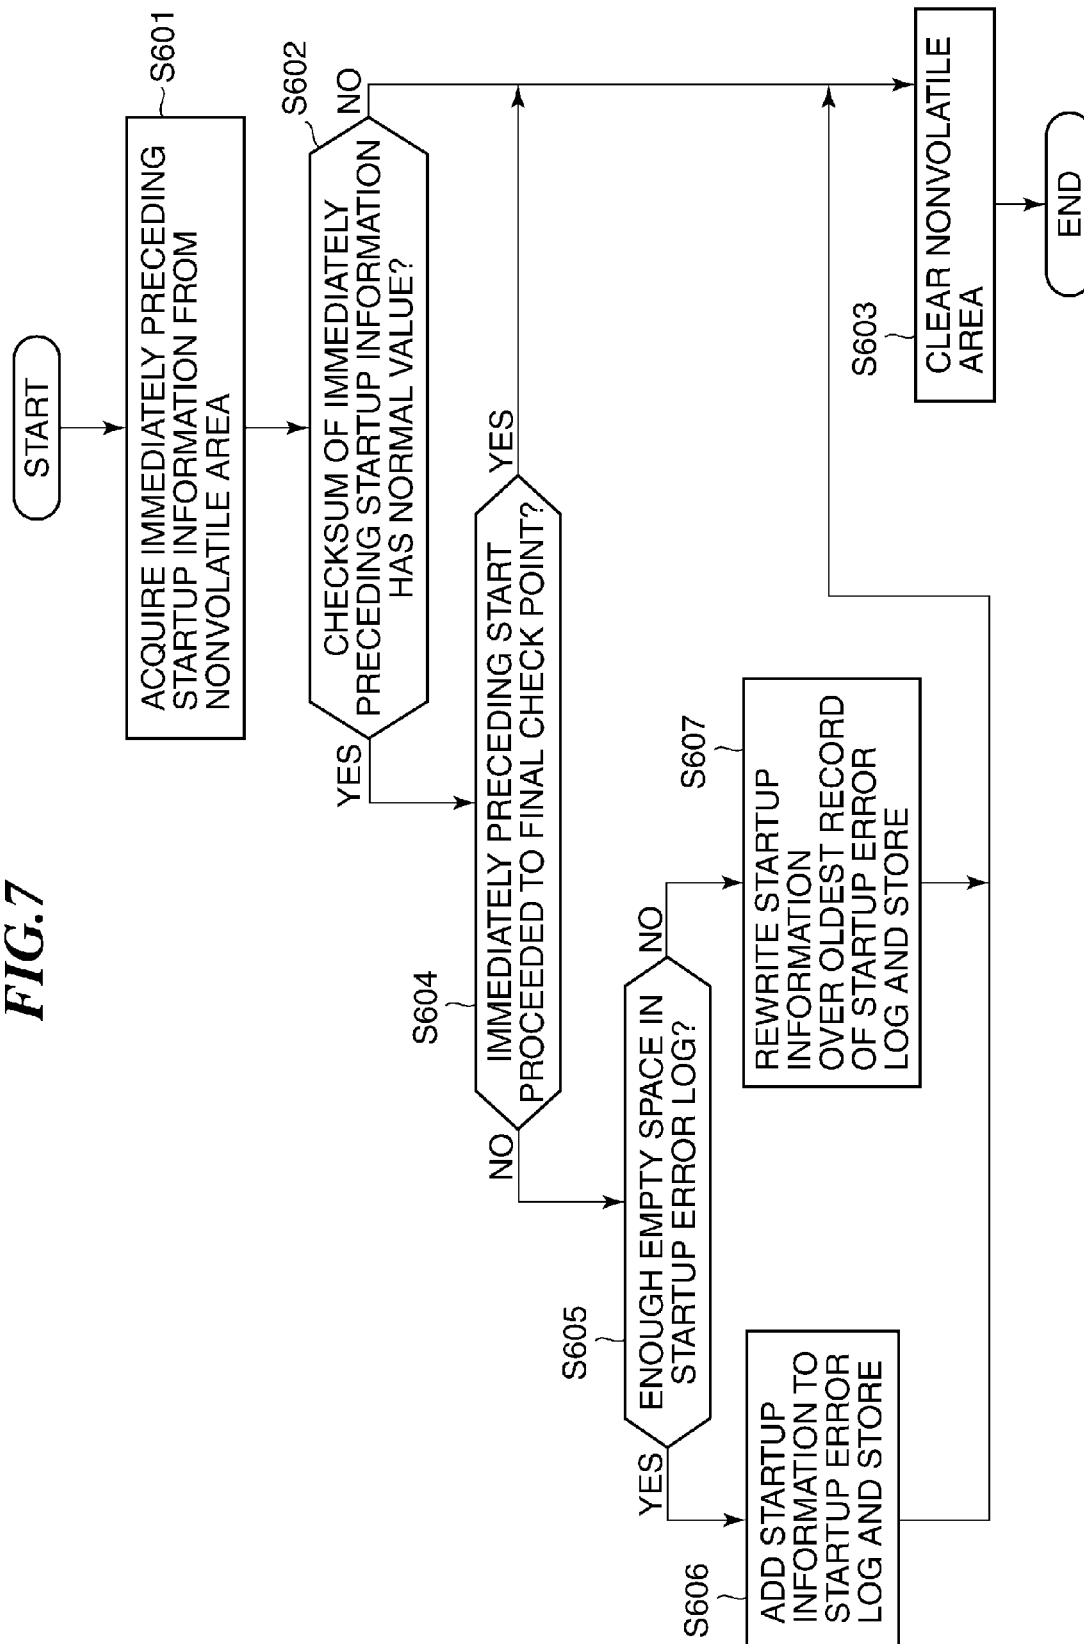 FIG.7
START
S601
ACQUIRE IMMEDIATELY PRECEDING
STARTUP INFORMATION FROM
NONVOLATILE AREA
S602
CHECKSUM OF IMMEDIATELY
PRECEDING STARTUP INFORMATION
HAS NORMAL VALUE?
YES
NO
S604
IMMEDIATELY PRECEDING START
PROCEEDED TO FINAL CHECK POINT?
NO
YES
S605
ENOUGH EMPTY SPACE IN
STARTUP ERROR LOG?
YES
NO
S606
ADD STARTUP
INFORMATION TO
STARTUP ERROR
LOG AND STORE
S607
REWRITE STARTUP
INFORMATION
OVER OLDEST RECORD
OF STARTUP ERROR
LOG AND STORE
S603
CLEAR NONVOLATILE
AREA
END